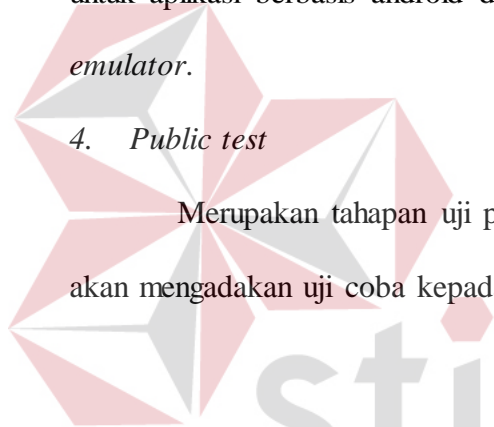 untuk aplikasi berbasis android d
emulator.
4. Public test
Merupakan tahapan uji p
akan mengadakan uji coba kepad
sti